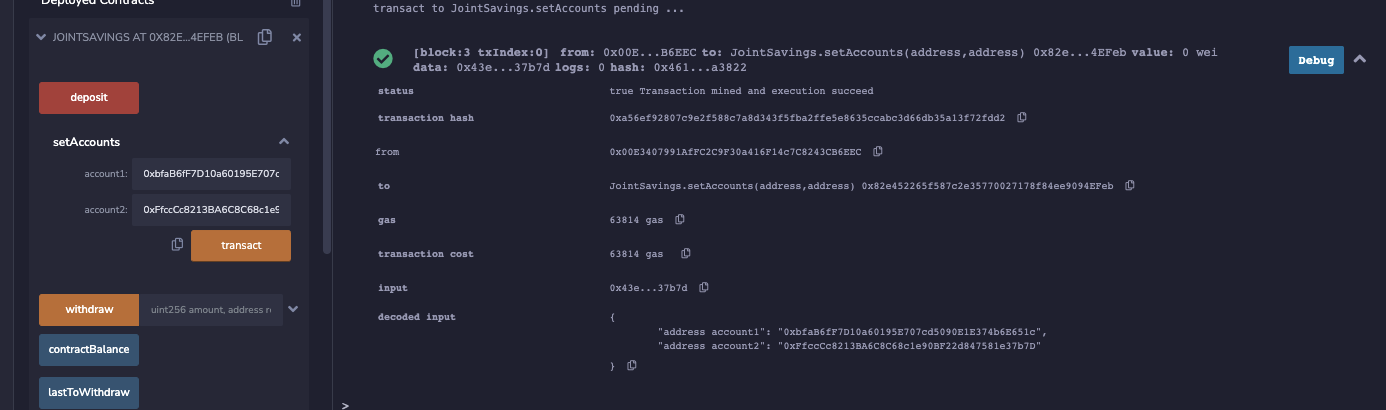 Deployed Contracts
JOINTSAVINGS AT 0X82E...4EFEB (BL
deposit
setAccounts
account1: 0xbfaB6fF7D10a60195E707c
account2: 0xFfccCc8213BA6C8C68c1e9
transact
withdraw uint256 amount, address re
contractBalance
lastToWithdraw
transact to JointSavings.setAccounts pending ...
[block:3 txIndex:0] from: 0x00E...B6EEC to: JointSavings.setAccounts(address,address) 0x82e...4EFeb value: 0 wei
data: 0x43e...37b7d logs: 0 hash: 0x461...a3822
Debug
status true Transaction mined and execution succeed
transaction hash 0xa56ef92807c9e2f588c7a8d343f5fba2ffe5e8635ccabc3d66db35a13f72fdd2
from 0x00E3407991AfFC2C9F30a416F14c7C8243CB6EEC
to JointSavings.setAccounts(address,address) 0x82e452265f587c2e35770027178f84ee9094EFeb
gas 63814 gas
transaction cost 63814 gas
input 0x43e...37b7d
decoded input {
"address account1": "0xbfaB6fF7D10a60195E707cd5090E1E374b6E651c",
"address account2": "0xFfccCc8213BA6C8C68c1e90BF22d847581e37b7D"
}
>